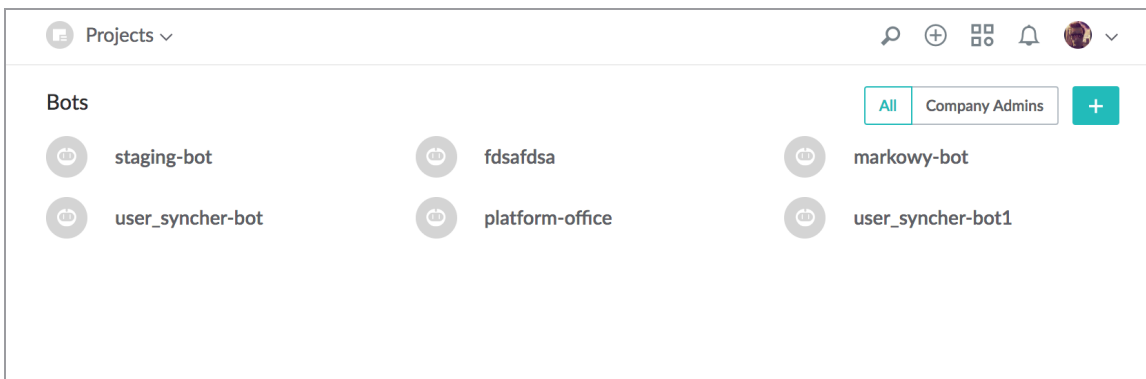 Projects
Bots
All
Company Admins
+
staging-bot
fdsafdsa
markowy-bot
user_syncher-bot
platform-office
user_syncher-bot1